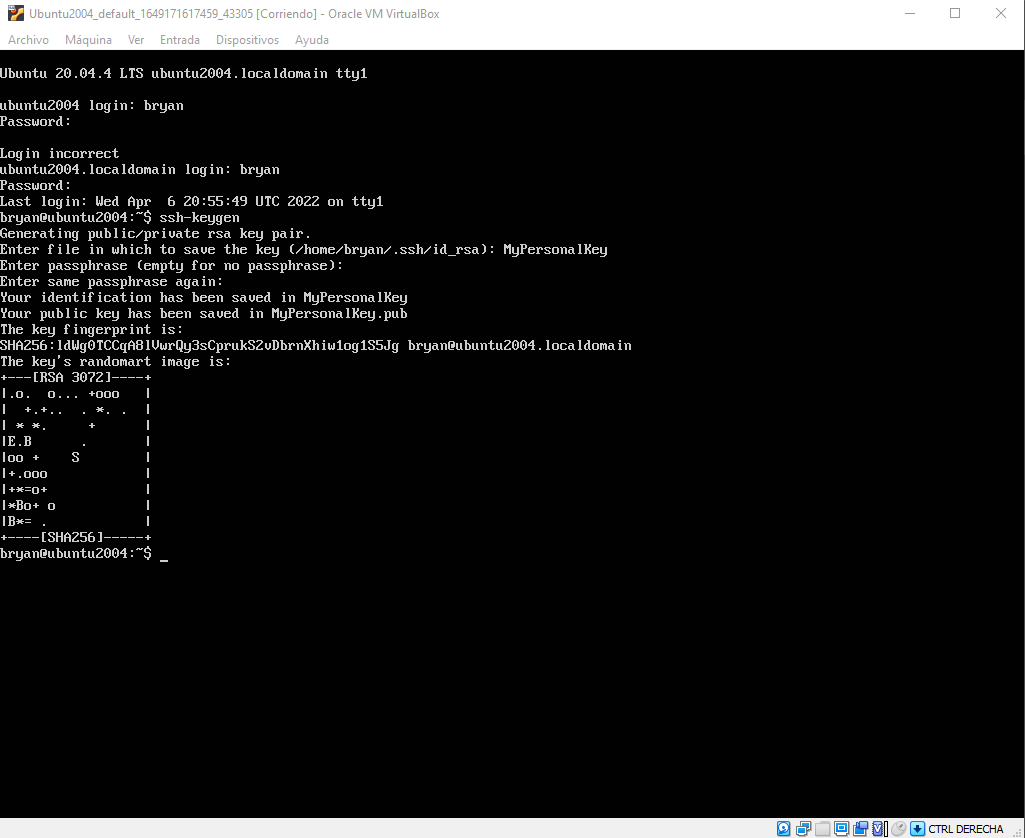 Ubuntu2004_default_1649171617459_43305 [Corriendo] - Oracle VM VirtualBox
Archivo Máquina Ver Entrada Dispositivos Ayuda
Ubuntu 20.04.4 LTS ubuntu2004.localdomain tty1
ubuntu2004 login: bryan
Password:
Login incorrect
ubuntu2004.localdomain login: bryan
Password:
Last login: Wed Apr  6 20:55:49 UTC 2022 on tty1
bryan@ubuntu2004:~$ ssh-keygen
Generating public/private rsa key pair.
Enter file in which to save the key (/home/bryan/.ssh/id_rsa): MyPersonalKey
Enter passphrase (empty for no passphrase):
Enter same passphrase again:
Your identification has been saved in MyPersonalKey
Your public key has been saved in MyPersonalKey.pub
The key fingerprint is:
SHA256:ldWg0TCCqA8lVwrQy3sCprukS2vDbrnXhiw1og1S5Jg bryan@ubuntu2004.localdomain
The key's randomart image is:
+---[RSA 3072]----+
|.o.  o... +ooo   |
|  +.+..  . *. .  |
| * *.     +      |
|E.B      .       |
|oo +    S        |
|+.ooo            |
|+*=o+            |
|*Bo+ o           |
|B*= .            |
+----[SHA256]-----+
bryan@ubuntu2004:~$ _
CTRL DERECHA